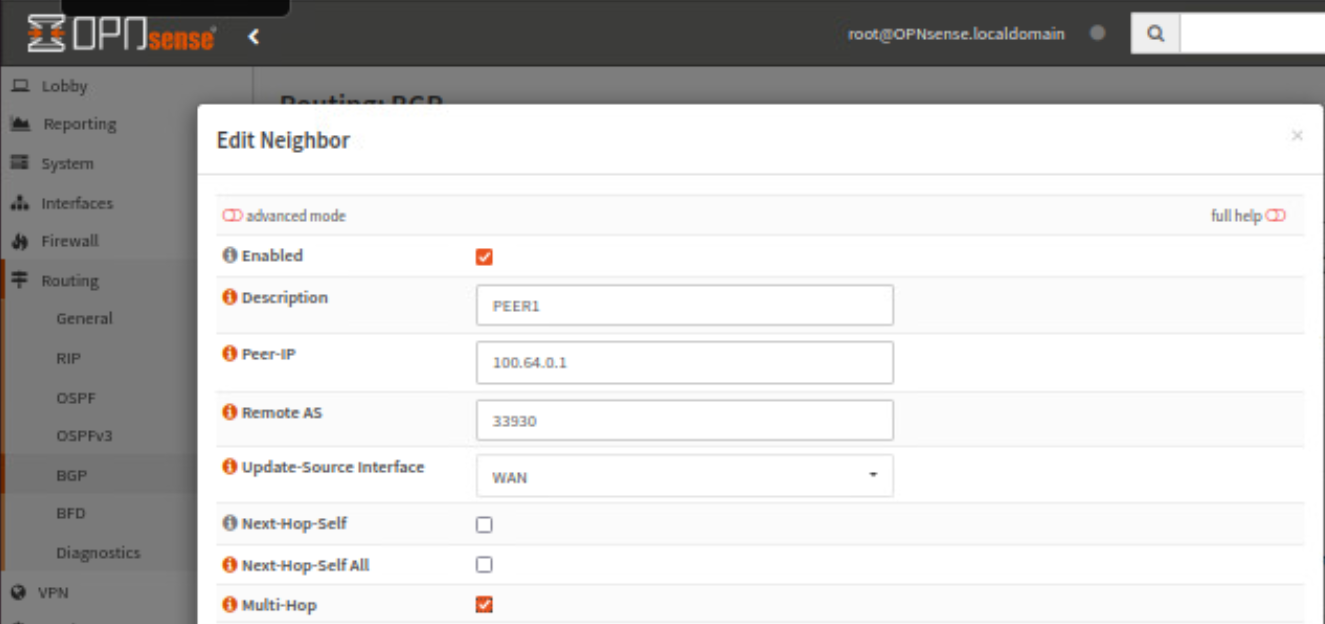 OPNsense
root@OPNsense.localdomain
Lobby
Reporting
System
Interfaces
Firewall
Routing
General
RIP
OSPF
OSPFv3
BGP
BFD
Diagnostics
VPN
Routing: BGP
Edit Neighbor
×
advanced mode
full help
Enabled
Description
PEER1
Peer-IP
100.64.0.1
Remote AS
33930
Update-Source Interface
WAN
Next-Hop-Self
Next-Hop-Self All
Multi-Hop